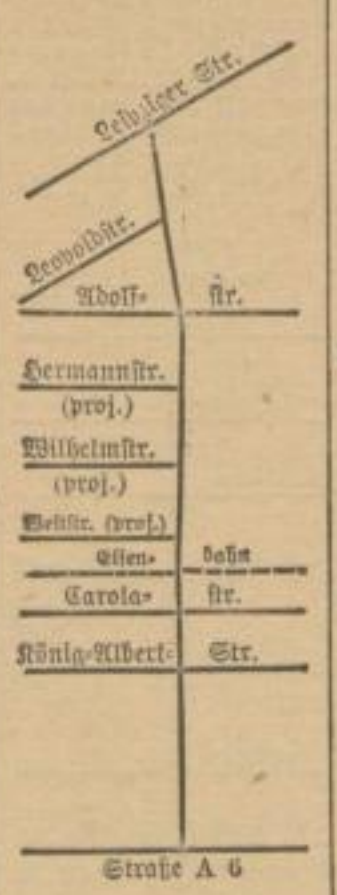 Leipziger Str.
Leopoldstr.
Adolf- str.
Hermannstr.
(proj.)
Wilhelmstr.
(proj.)
Weststr. (proj.)
Eisen- bahn
Carola- str.
König-Albert- Str.
Straße A 6